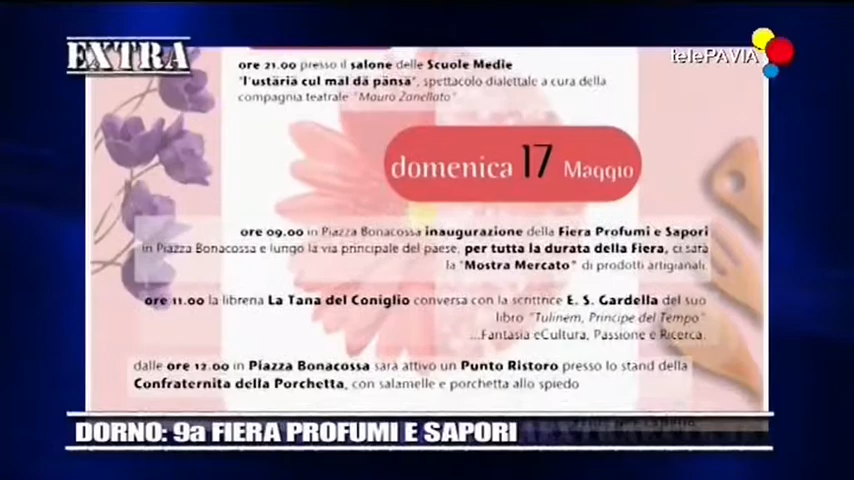 EXTRA
telePAVIA
ore 21.00 presso il salone delle Scuole Medie
"l'ustària cul mäl dä pänsa", spettacolo dialettale a cura della
compagnia teatrale "Mauro Zanellato"
domenica 17 Maggio
ore 09.00 in Piazza Bonacossa inaugurazione della Fiera Profumi e Sapori
in Piazza Bonacossa e lungo la via principale del paese, per tutta la durata della Fiera, ci sarà
la "Mostra Mercato" di prodotti artigianali.
ore 11.00 la libreria La Tana del Coniglio conversa con la scrittrice E. S. Gardella del suo
libro "Tulinem, Principe del Tempo"
...Fantasia eCultura, Passione e Ricerca.
dalle ore 12.00 in Piazza Bonacossa sarà attivo un Punto Ristoro presso lo stand della
Confraternita della Porchetta, con salamelle e porchetta allo spiedo
DORNO: 9a FIERA PROFUMI E SAPORI